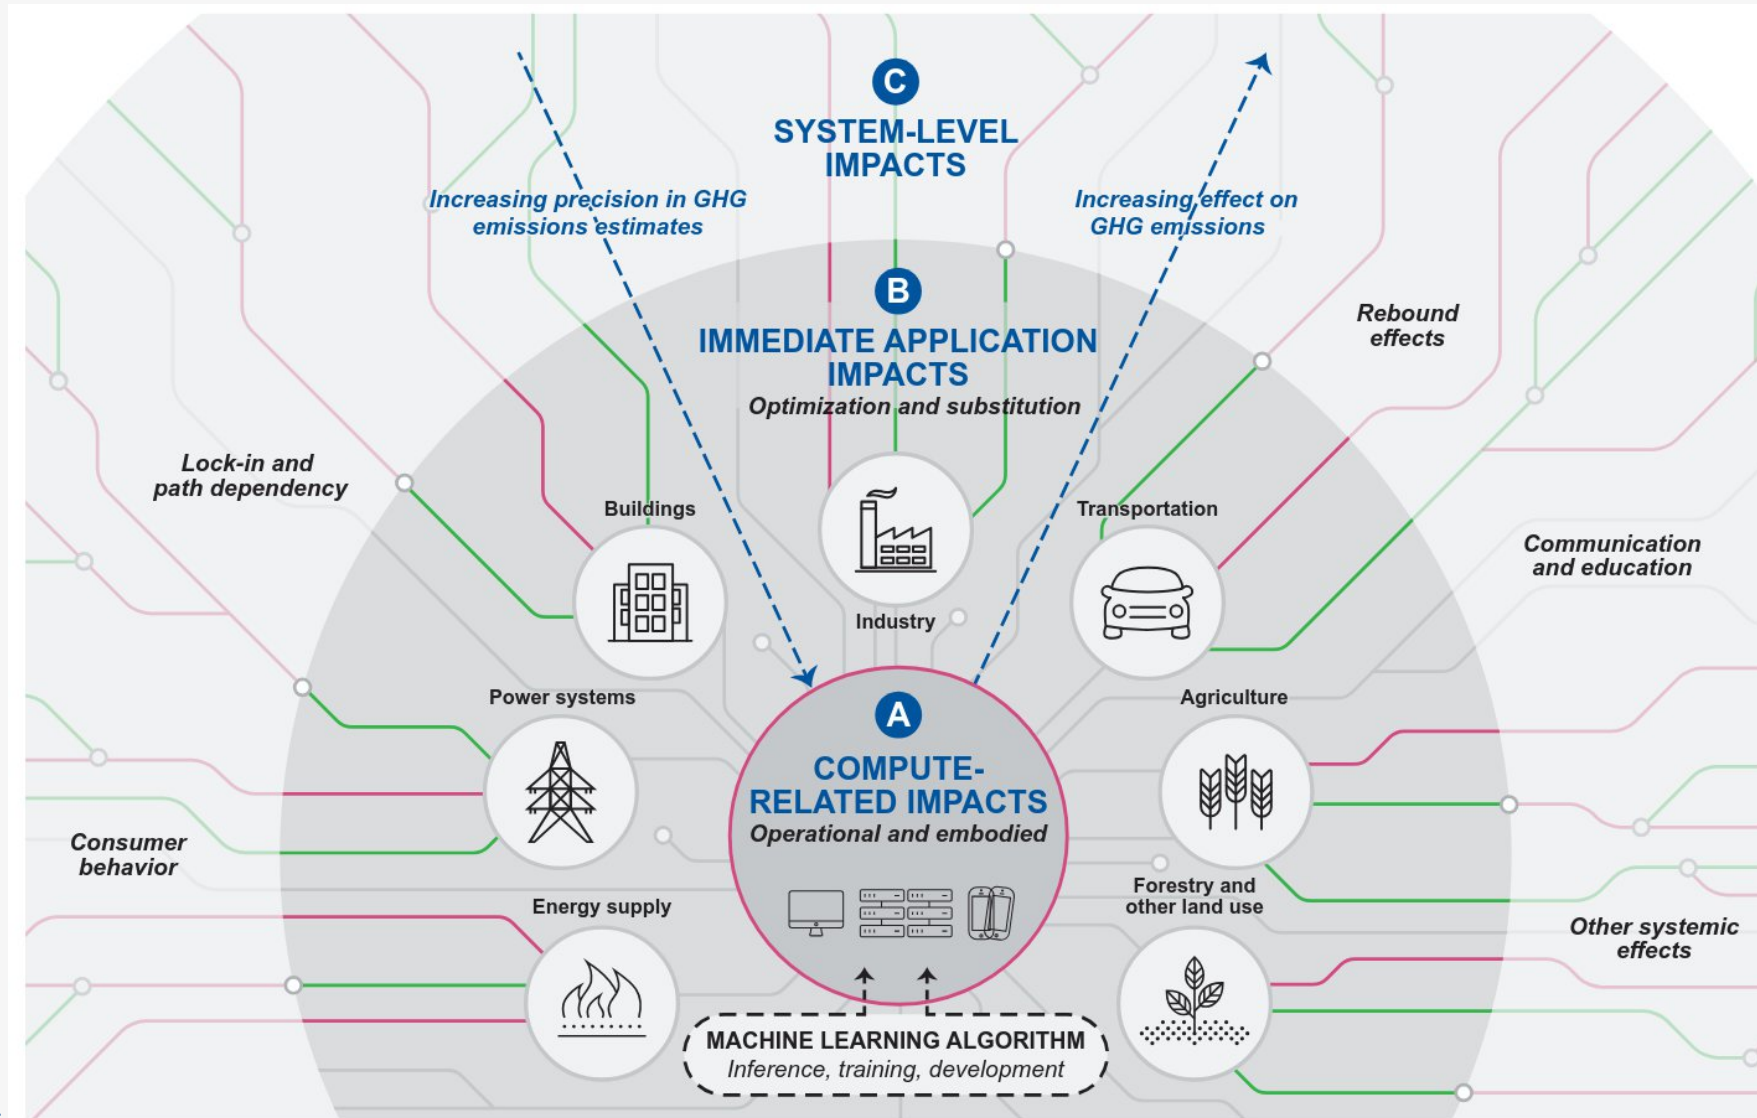 C
SYSTEM-LEVEL
IMPACTS
Increasing precision in GHG
emissions estimates
Increasing effect on
GHG emissions
B
IMMEDIATE APPLICATION
IMPACTS
Optimization and substitution
Rebound
effects
Lock-in and
path dependency
Buildings
Transportation
Communication
and education
Industry
Power systems
Agriculture
A
COMPUTE-
RELATED IMPACTS
Operational and embodied
Consumer
behavior
Energy supply
Forestry and
other land use
Other systemic
effects
MACHINE LEARNING ALGORITHM
Inference, training, development